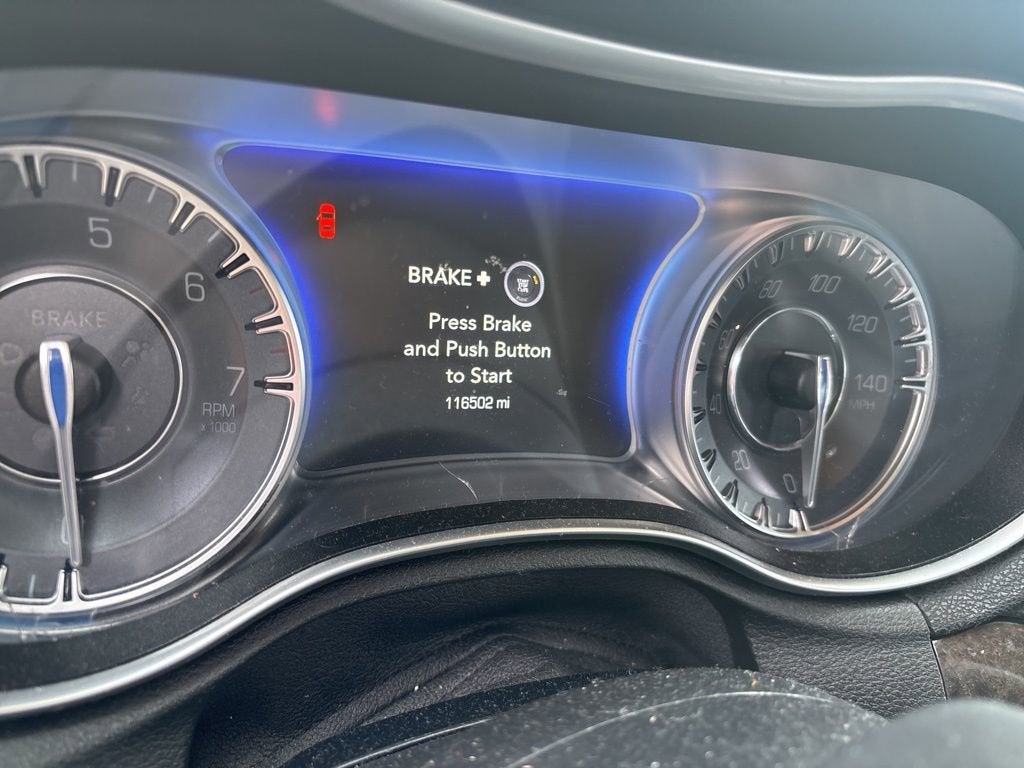 5
6
7
RPM
x 1000
BRAKE
BRAKE +
Press Brake
and Push Button
to Start
116502 mi
0
20
40
80
100
120
140
MPH